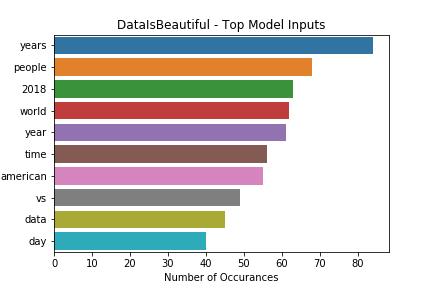 DataIsBeautiful - Top Model Inputs
years
people
2018
world
year
time
american
vs
data
day
0 10 20 30 40 50 60 70 80
Number of Occurances